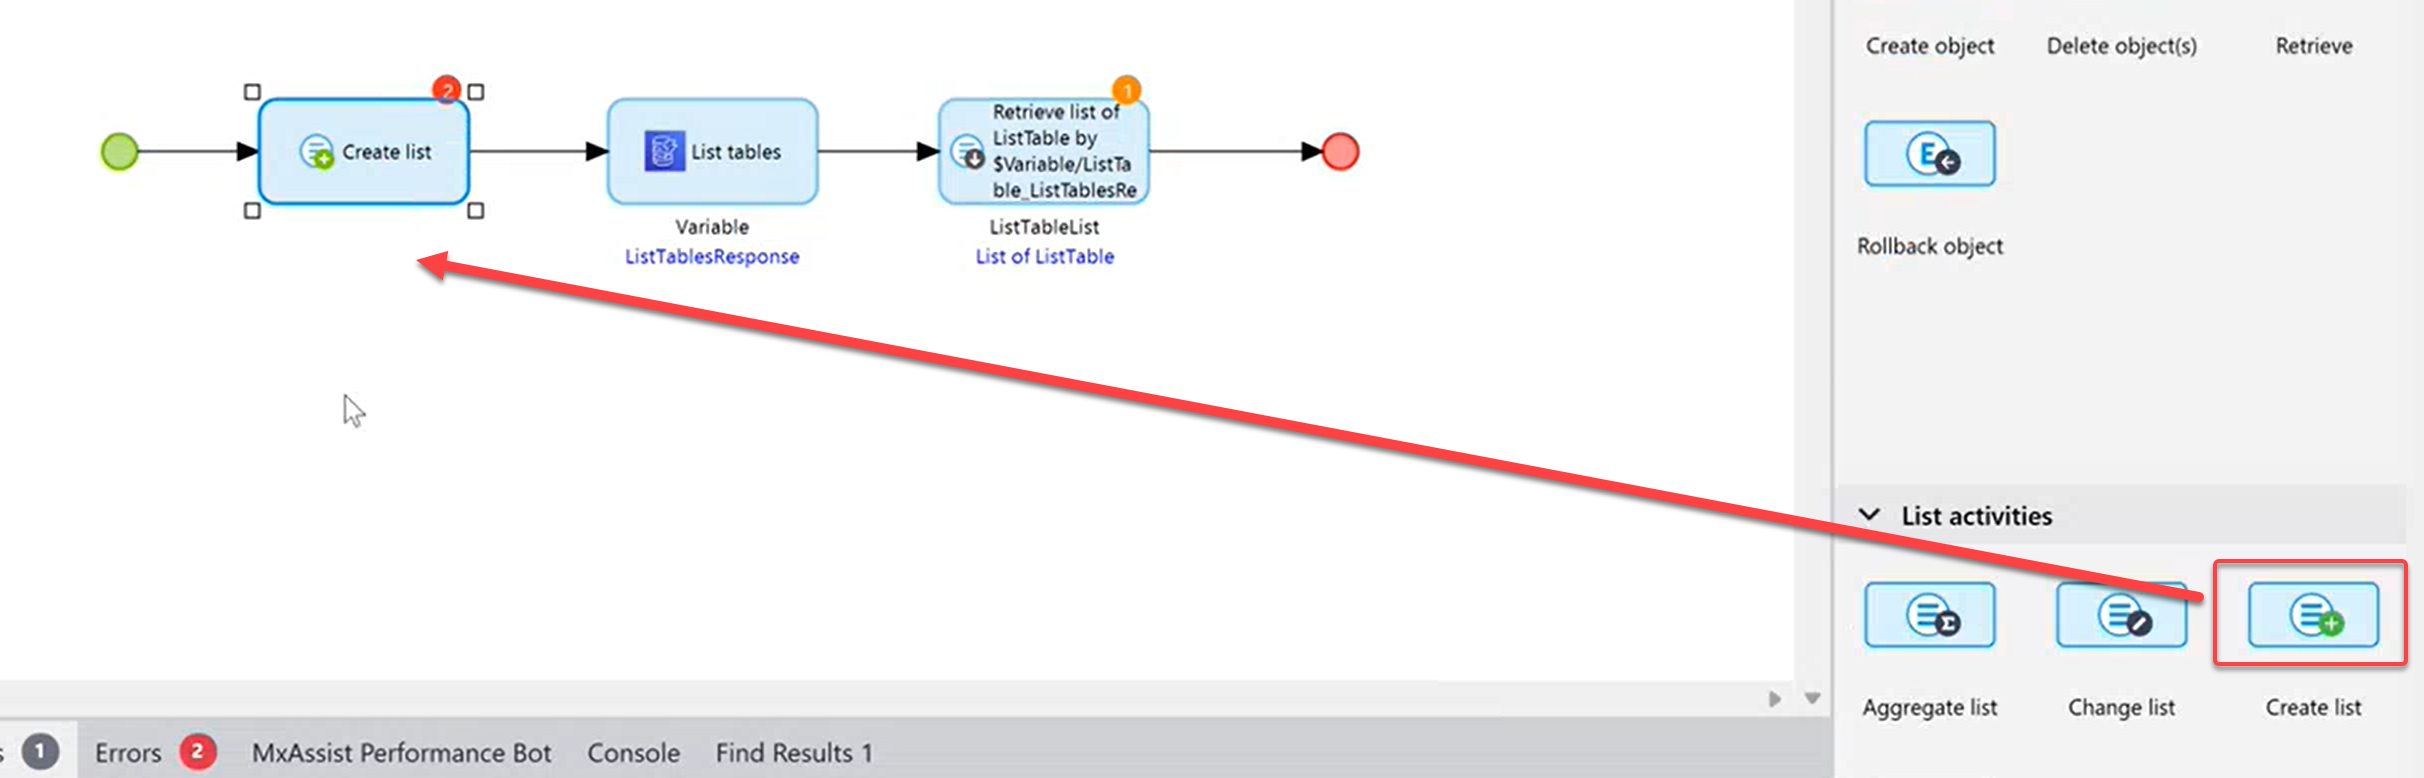 Create object
Delete object(s)
Retrieve
2
1
Create list
List tables
Retrieve list of
ListTable by
$Variable/ListTa
ble_ListTablesRe
Variable
ListTablesResponse
ListTableList
List of ListTable
E
Rollback object
List activities
Σ
Aggregate list
Change list
Create list
s 1
Errors 2
MxAssist Performance Bot
Console
Find Results 1